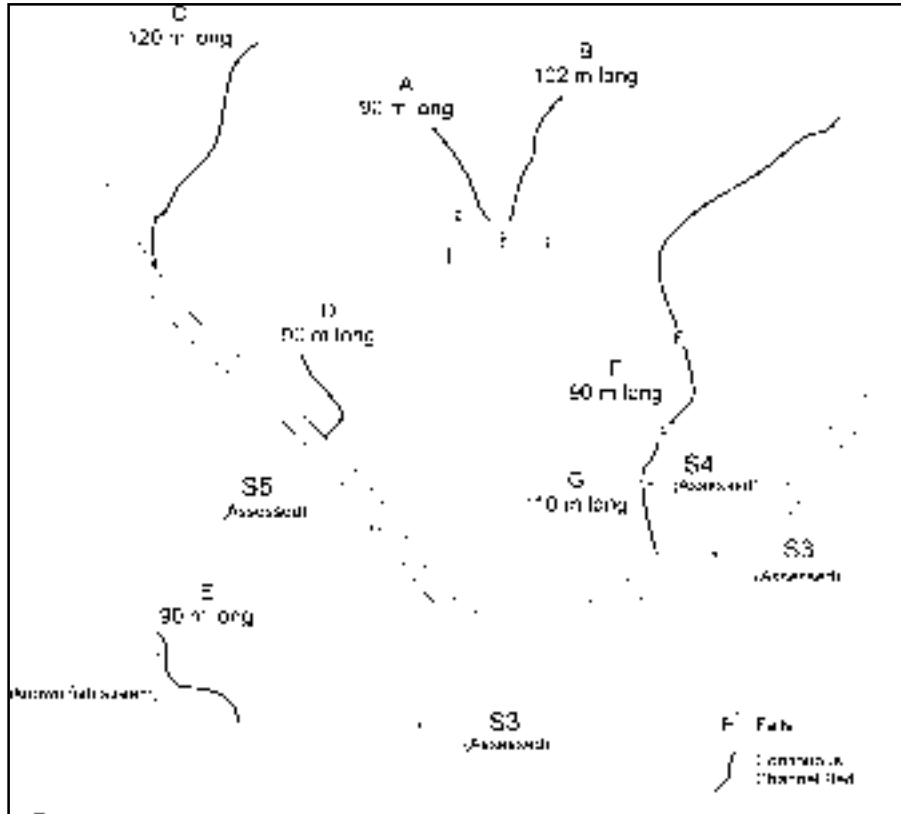 C
120 m long
B
102 m long
A
90 m long
D
90 m long
F
90 m long
S4
(Assessed)
G
110 m long
S5
(Assessed)
S3
(Assessed)
E
90 m long
S3
(Assessed)
F Falls
Continuous
Channel Bed